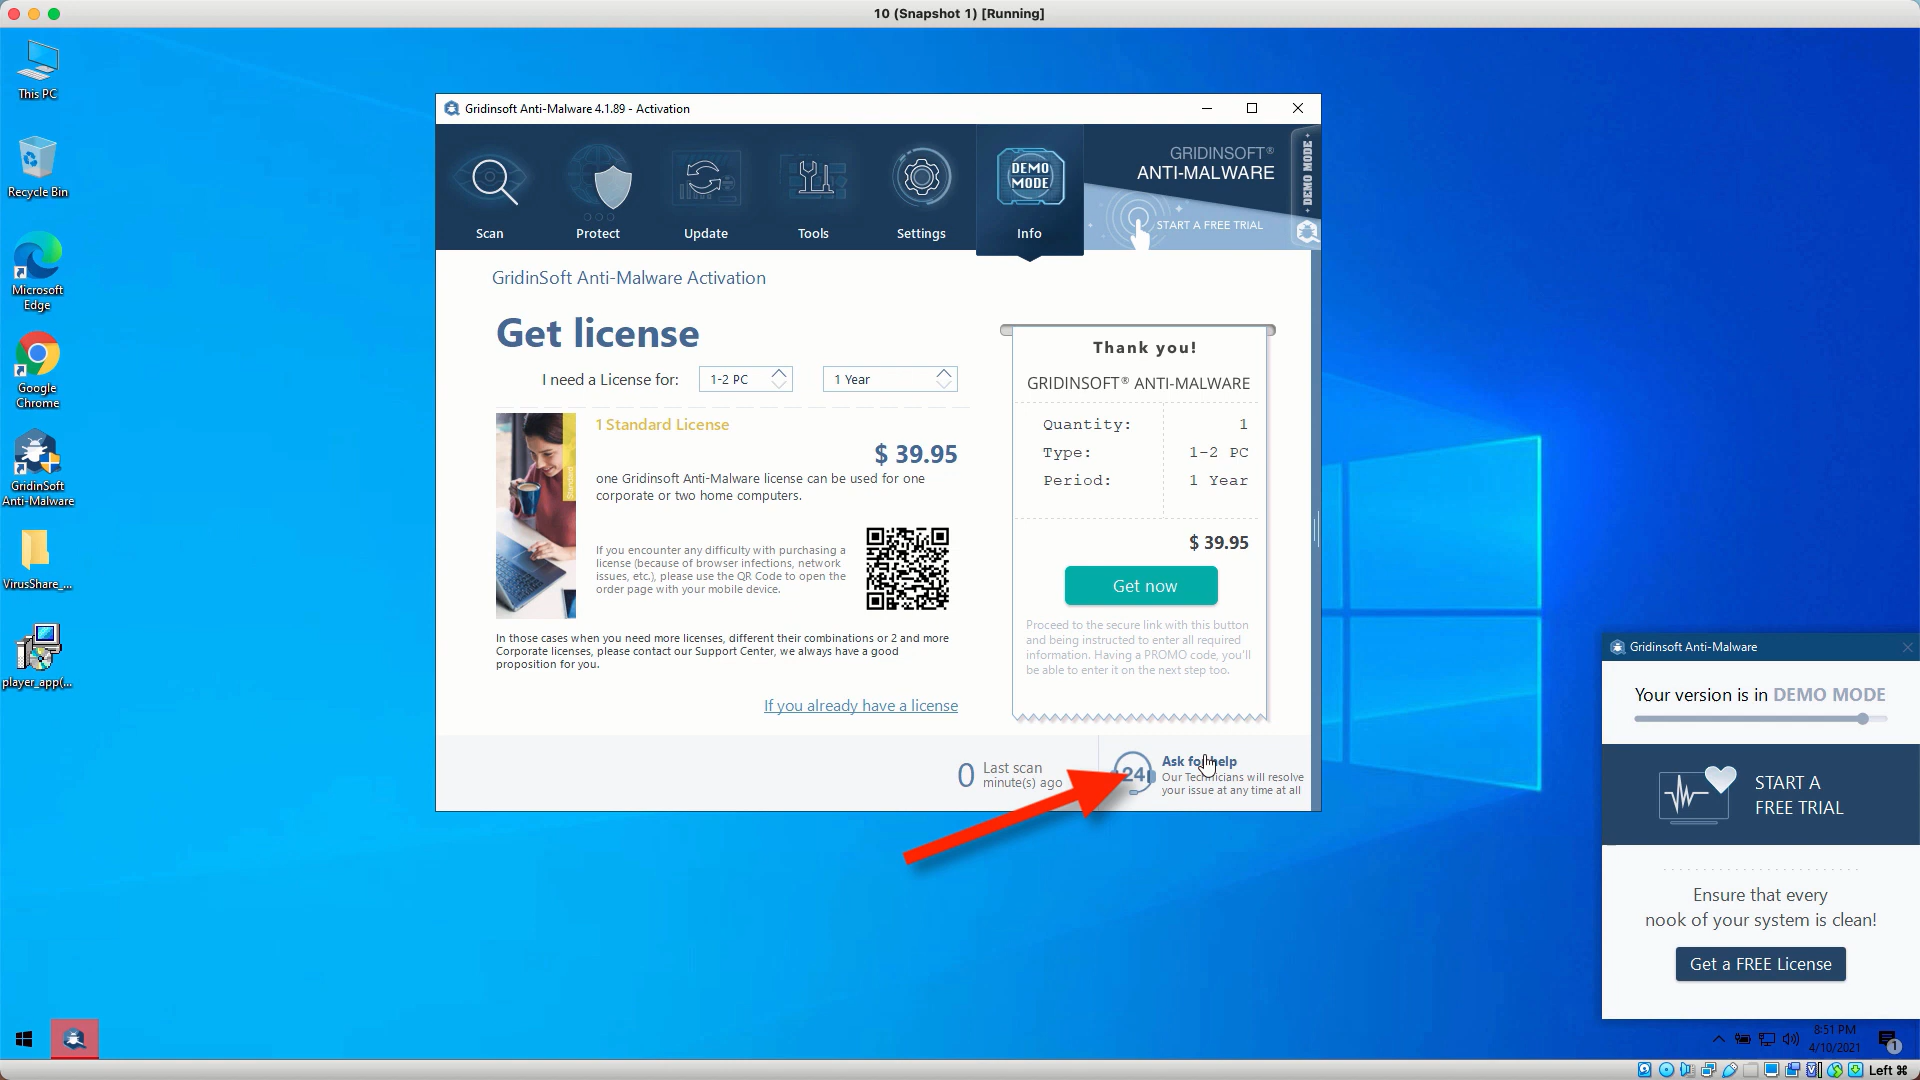 10 (Snapshot 1) [Running]
This PC
Recycle Bin
Microsoft
Edge
Google
Chrome
GridinSoft
Anti-Malware
VirusShare_...
player_app(...
Gridinsoft Anti-Malware 4.1.89 - Activation
Scan
Protect
Update
Tools
Settings
DEMO
MODE
Info
GRIDINSOFT®
ANTI-MALWARE
START A FREE TRIAL
DEMO MODE
GridinSoft Anti-Malware Activation
Get license
I need a License for:
1-2 PC
1 Year
1 Standard License
$ 39.95
Standard
one Gridinsoft Anti-Malware license can be used for one
corporate or two home computers.
If you encounter any difficulty with purchasing a
license (because of browser infections, network
issues, etc.), please use the QR Code to open the
order page with your mobile device.
In those cases when you need more licenses, different their combinations or 2 and more
Corporate licenses, please contact our Support Center, we always have a good
proposition for you.
If you already have a license
Thank you!
GRIDINSOFT® ANTI-MALWARE
Quantity: 1
Type: 1-2 PC
Period: 1 Year
$ 39.95
Get now
Proceed to the secure link with this button
and being instructed to enter all required
information. Having a PROMO code, you'll
be able to enter it on the next step too.
0
Last scan
minute(s) ago
24
Ask for help
Our Technicians will resolve
your issue at any time at all
Gridinsoft Anti-Malware
Your version is in DEMO MODE
START A
FREE TRIAL
Ensure that every
nook of your system is clean!
Get a FREE License
8:51 PM
4/10/2021
1
Left ⌘